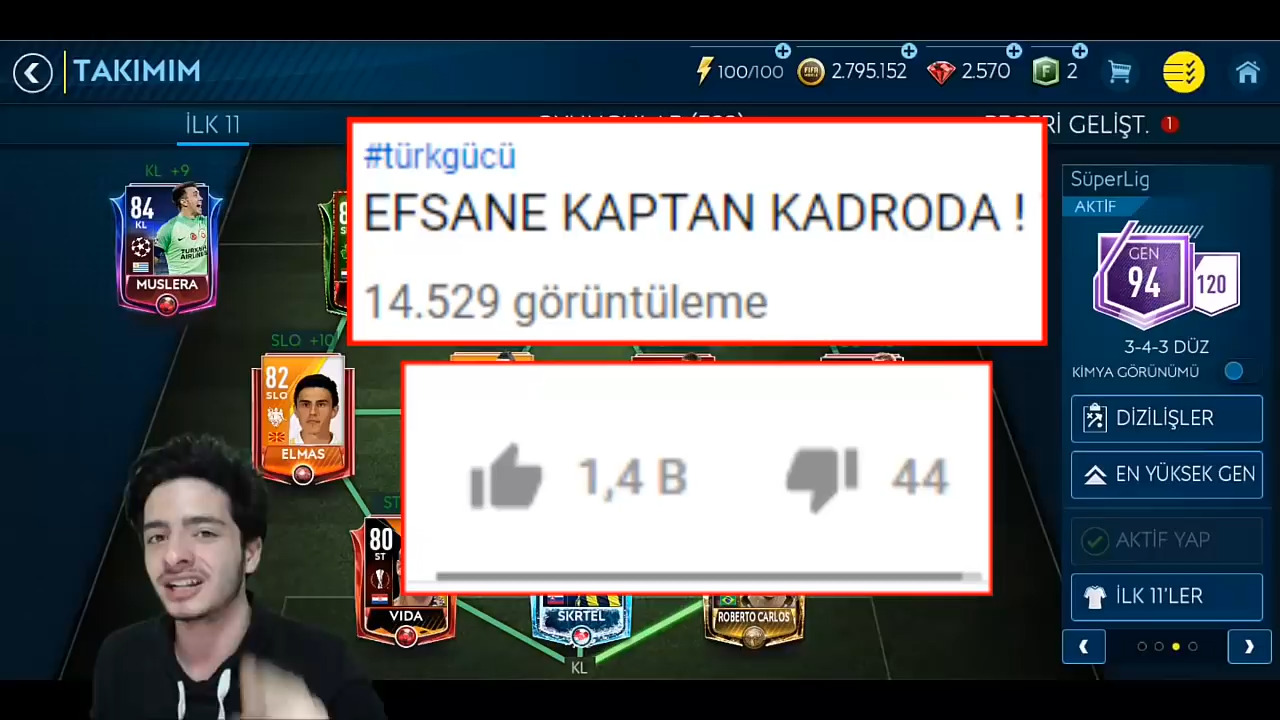 TAKIMIM
100/100
2.795.152
2.570
2
İLK 11
GELİŞT. 1
#türkgücü
EFSANE KAPTAN KADRODA !
14.529 görüntüleme
1,4 B
44
KL +9
84
KL
TURKISH
AIRLINES
MUSLERA
SLO +10
82
SLO
ELMAS
ST
80
ST
VIDA
SKRTEL
ROBERTO CARLOS
KL
SüperLig
AKTİF
GEN
94
120
3-4-3 DÜZ
KİMYA GÖRÜNÜMÜ
DİZİLİŞLER
EN YÜKSEK GEN
AKTİF YAP
İLK 11'LER